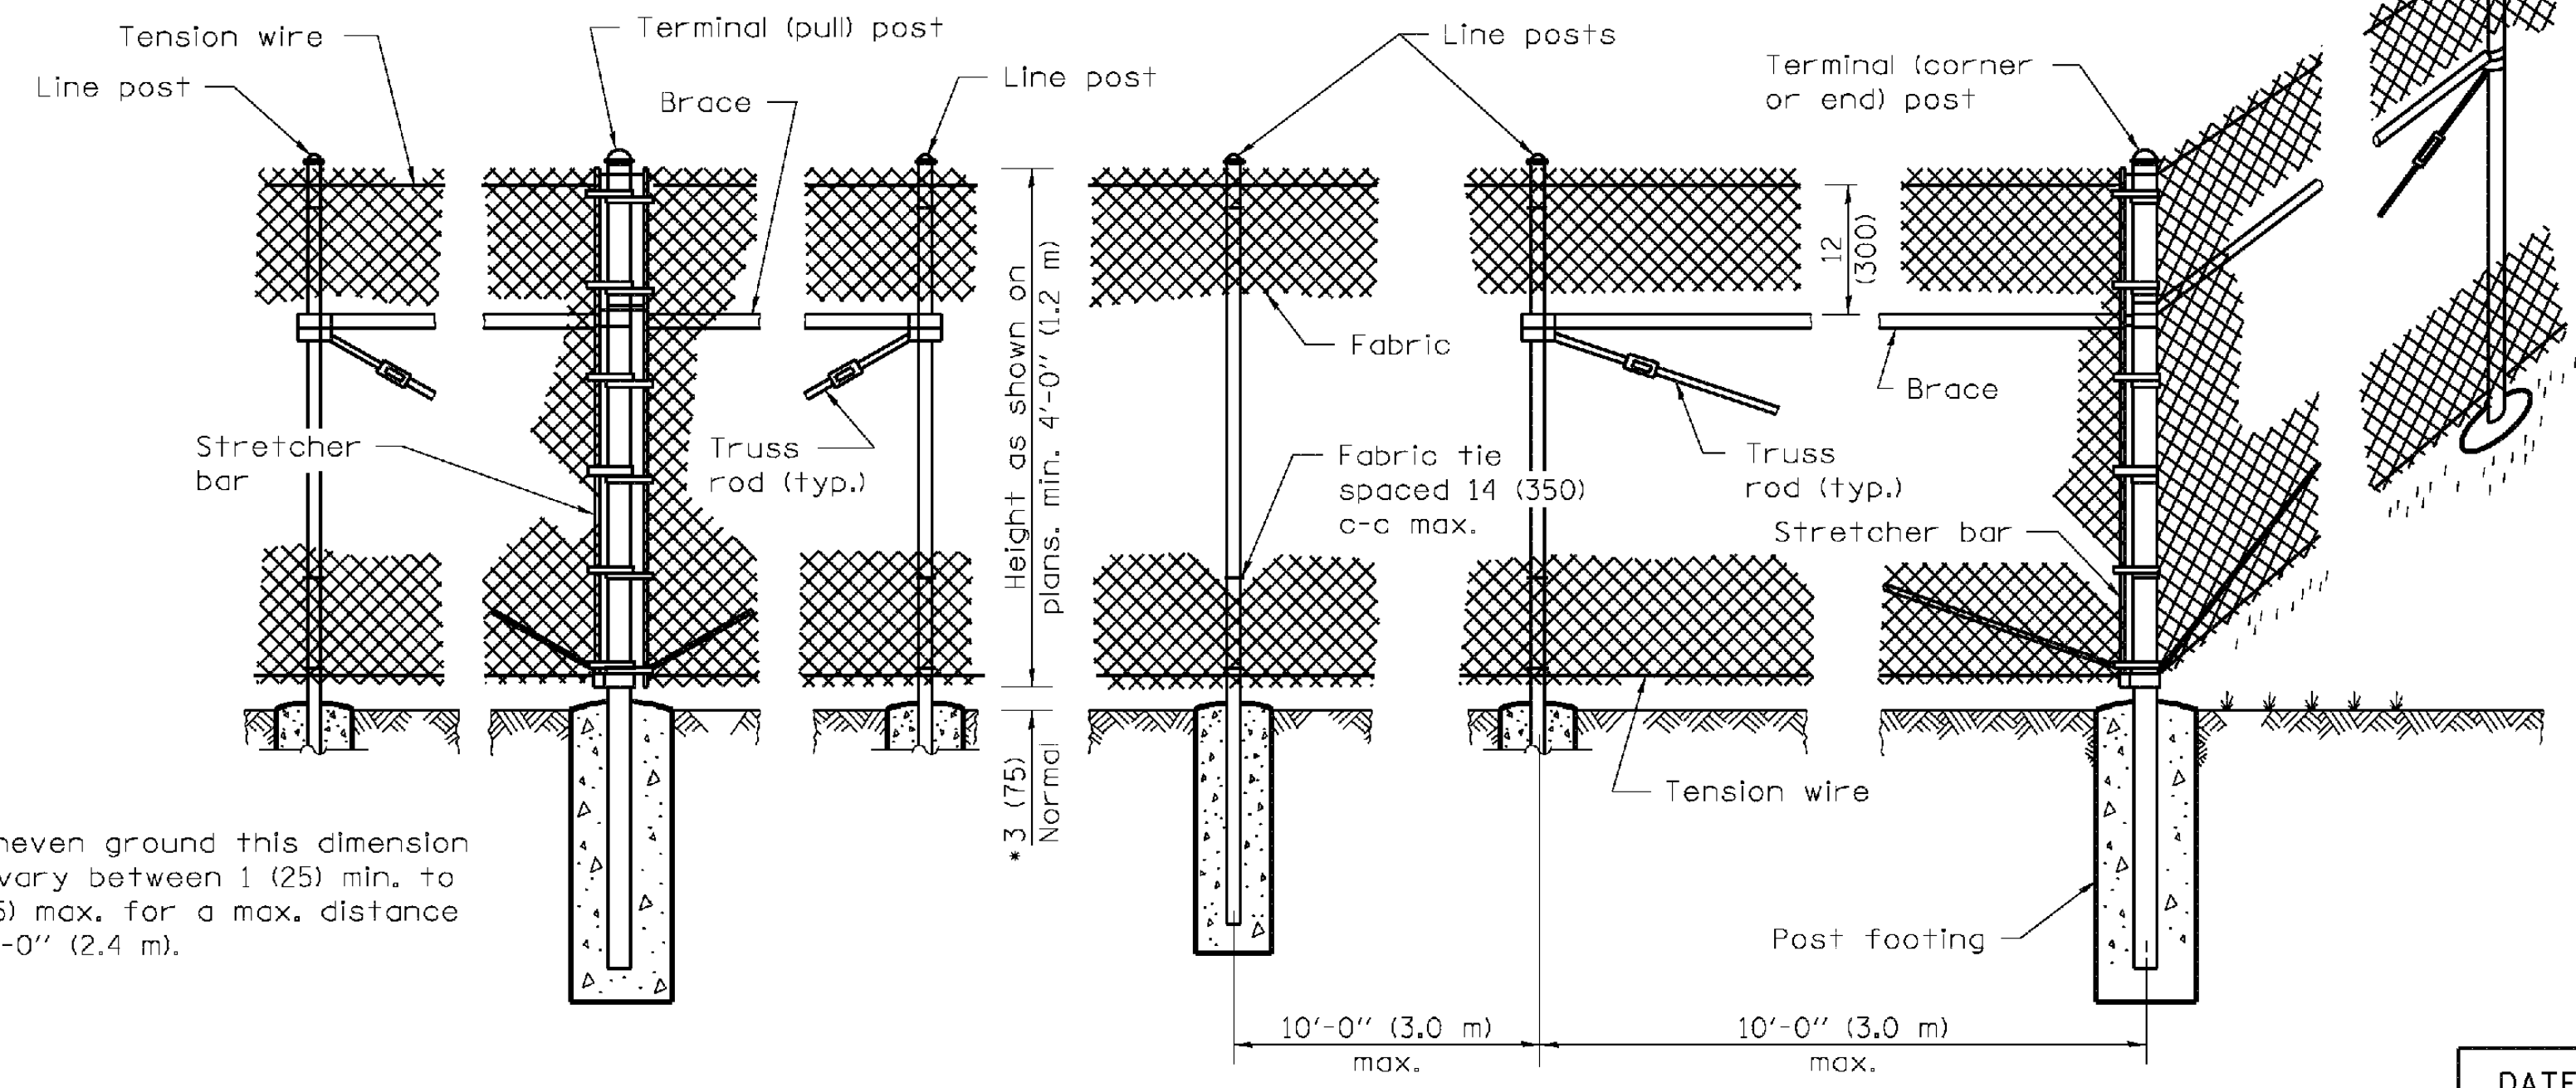 Tension wire
Line post
Terminal (pull) post
Brace
Line post
Line posts
Terminal (corner
or end) post
12
(300)
Height as shown on
plans. min. 4'-0" (1.2 m)
Fabric
Brace
Stretcher
bar
Truss
rod (typ.)
Fabric tie
spaced 14 (350)
c-c max.
Truss
rod (typ.)
Stretcher bar
*3 (75)
Normal
Tension wire
neven ground this dimension
vary between 1 (25) min. to
) max. for a max. distance
-0" (2.4 m).
Post footing
10'-0" (3.0 m)
max.
10'-0" (3.0 m)
max.
DATE